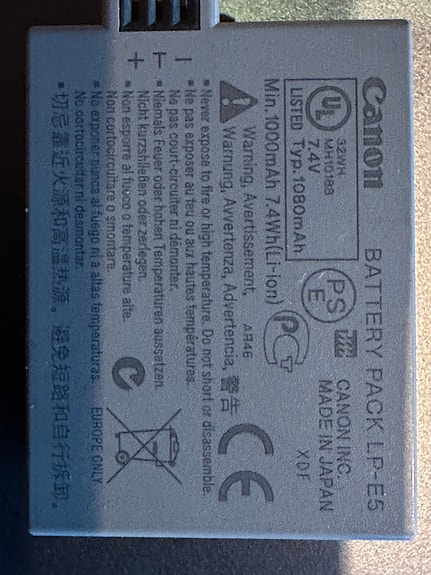 Canon BATTERY PACK LP-E5
UL
LISTED
32WH
MH10193
7.4V
Typ.1080mAh
PS
E
CANON INC.
MADE IN JAPAN
Min.1000mAh 7.4Wh(Li-ion)
XDF
AR46
Warning, Avertissement,
Warnung, Avvertenza, Advertencia, 警告
CE
• Never expose to fire or high temperature. Do not short or disassemble.
• Ne pas exposer au feu ou aux hautes températures.
Ne pas court-circuiter ni démonter.
• Niemals Feuer oder hohen Temperaturen aussetzen.
Nicht kurzschließen oder zerlegen.
• Non esporre al fuoco o temperature alte.
Non cortocircuitare o smontare.
• No exponer nunca al fuego ni a altas temperaturas.
No cortocircuitar ni desmontar.
EUROPE ONLY
• 切忌靠近火源和高温热源。避免短路和自行拆卸。
+
−